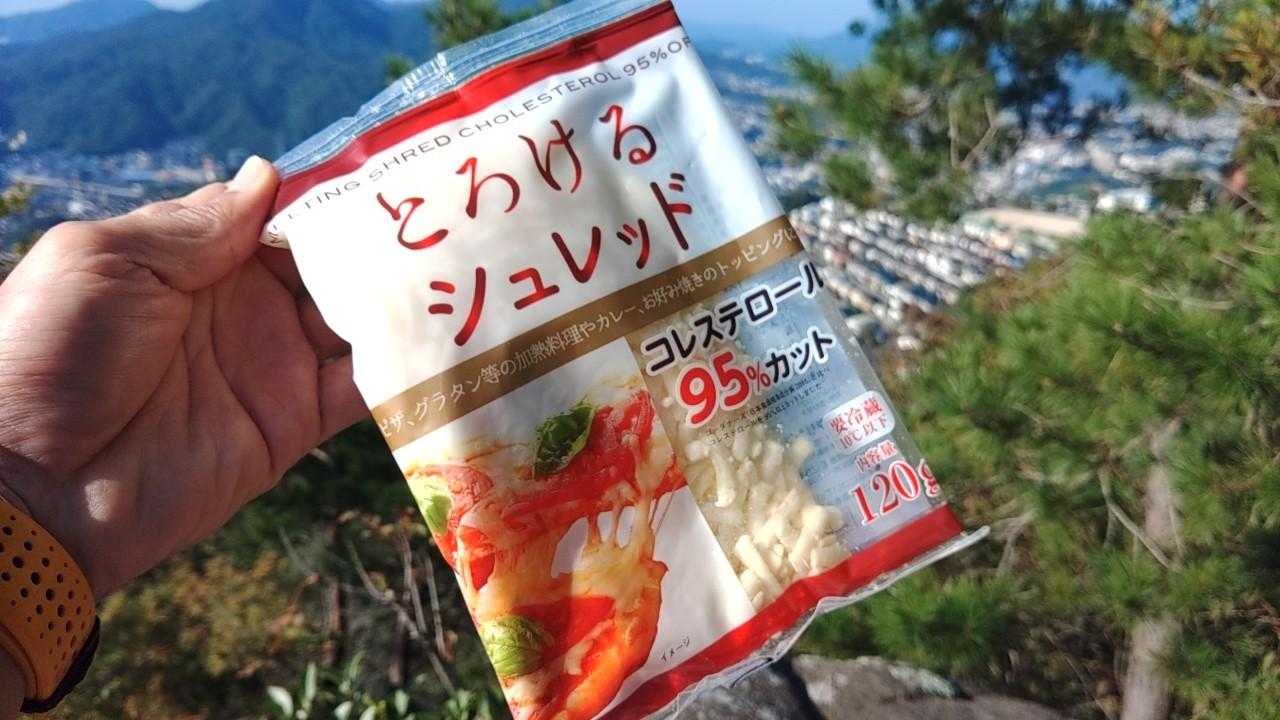 LTING SHRED CHOLESTEROL 95%OF
とろける
シュレッド
ピザ、グラタン等の加熱料理やカレー、お好み焼きのトッピングに
コレステロール
95%カット
要冷蔵
10℃以下
内容量
120g
イメージ